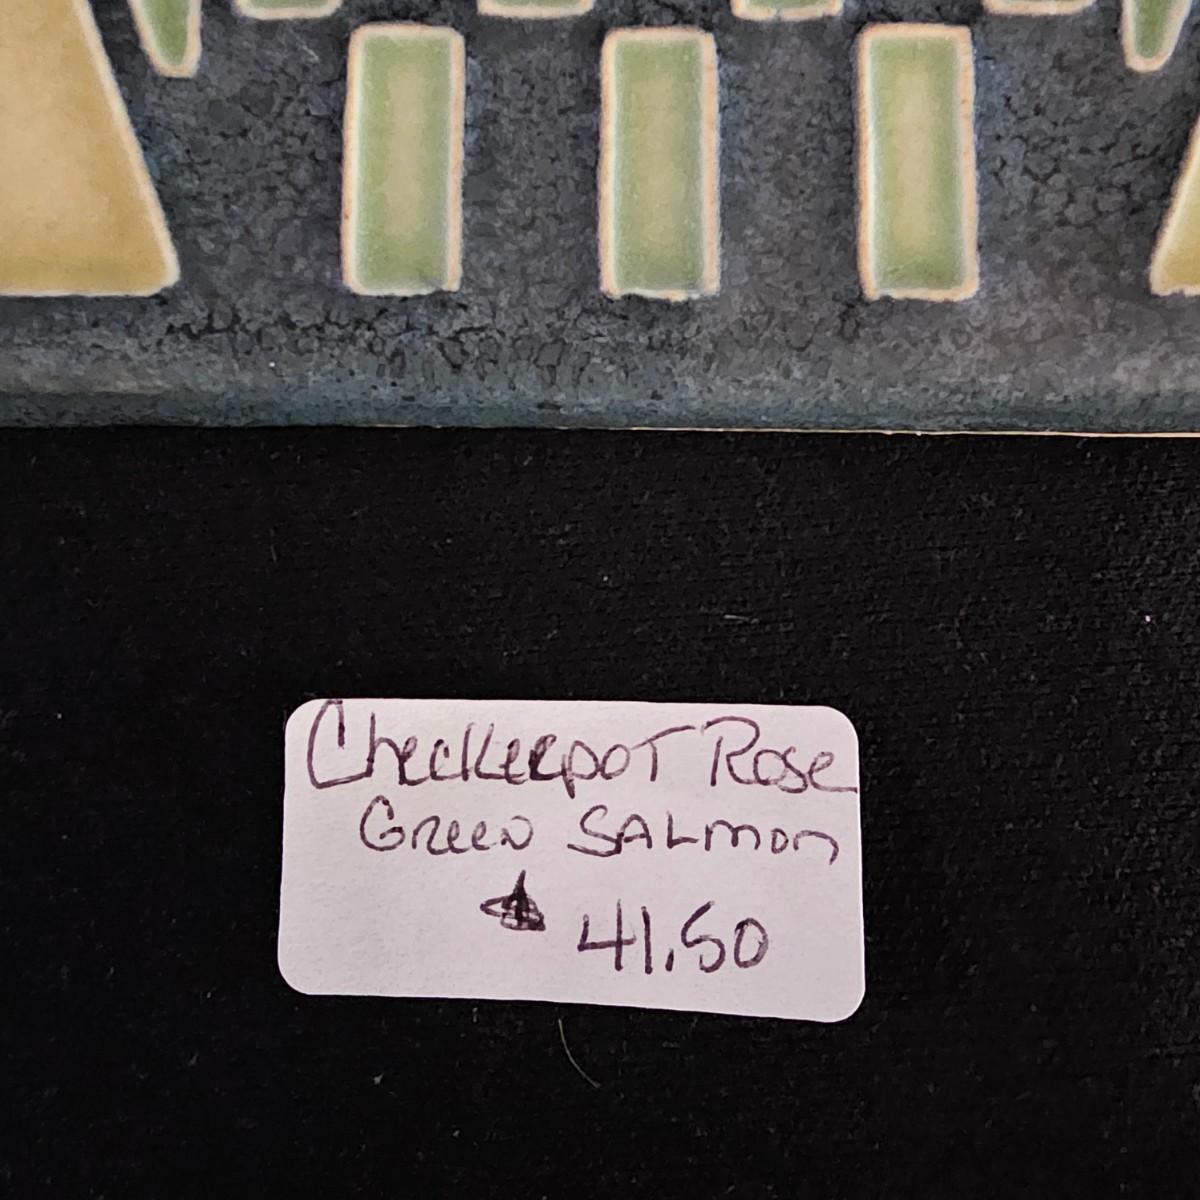 Checkerpot Rose
Green Salmon
$ 41.50